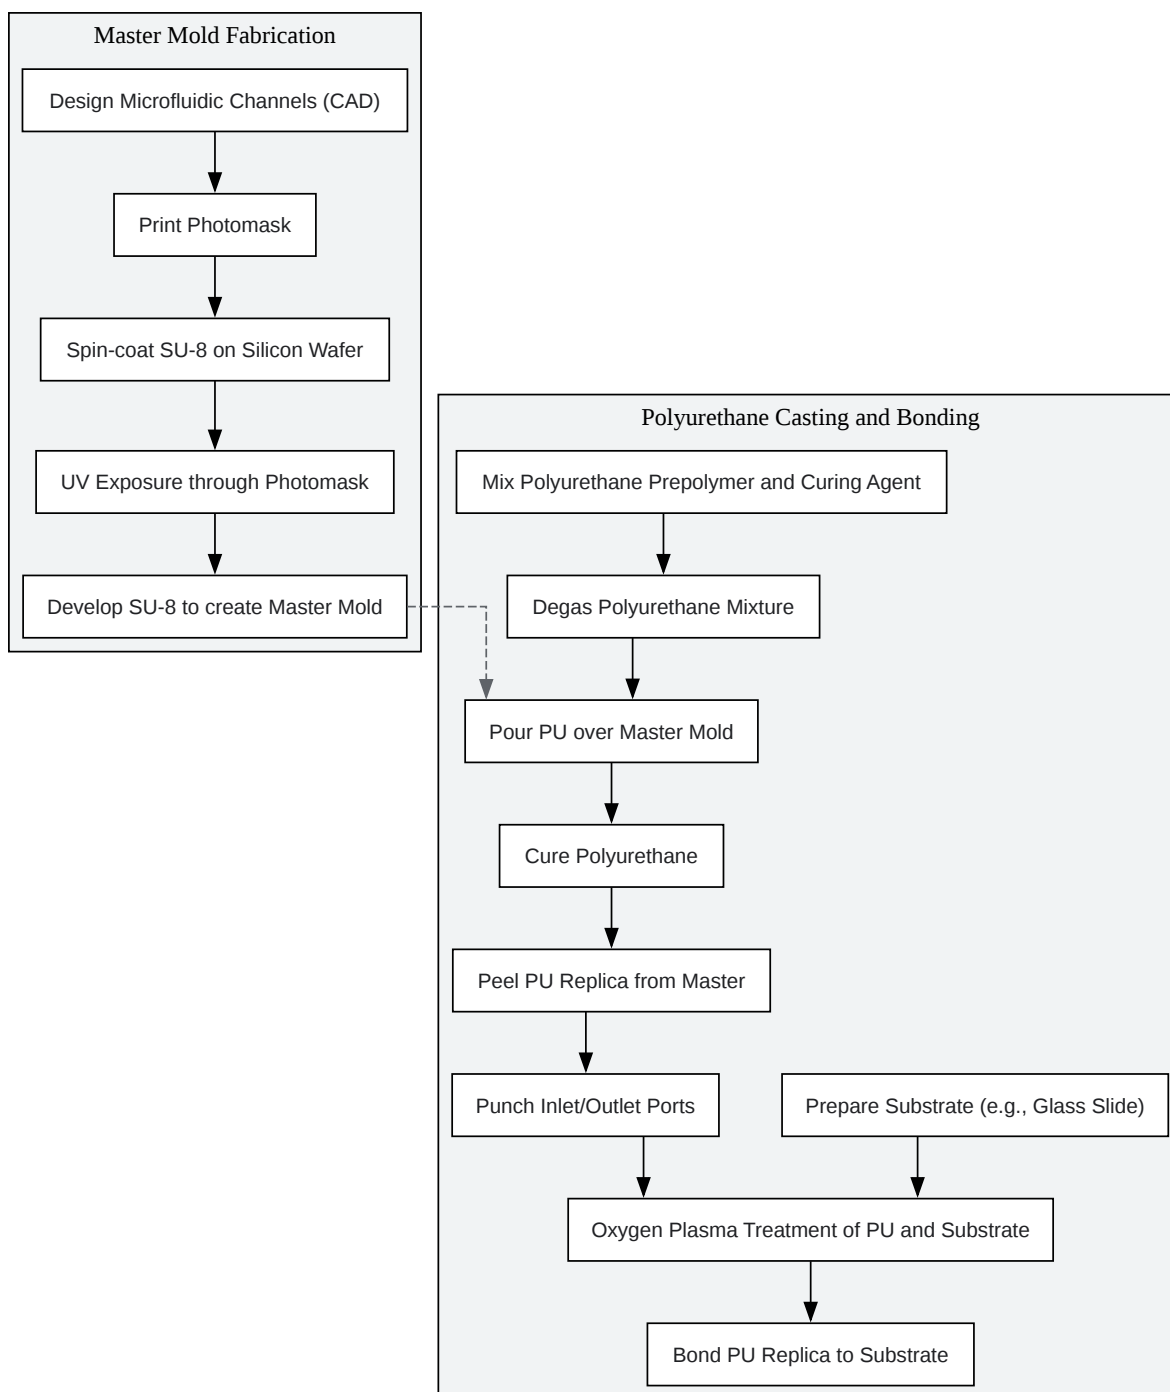 Master Mold Fabrication
Design Microfluidic Channels (CAD)
Print Photomask
Spin-coat SU-8 on Silicon Wafer
UV Exposure through Photomask
Develop SU-8 to create Master Mold
Polyurethane Casting and Bonding
Mix Polyurethane Prepolymer and Curing Agent
Degas Polyurethane Mixture
Pour PU over Master Mold
Cure Polyurethane
Peel PU Replica from Master
Punch Inlet/Outlet Ports
Prepare Substrate (e.g., Glass Slide)
Oxygen Plasma Treatment of PU and Substrate
Bond PU Replica to Substrate